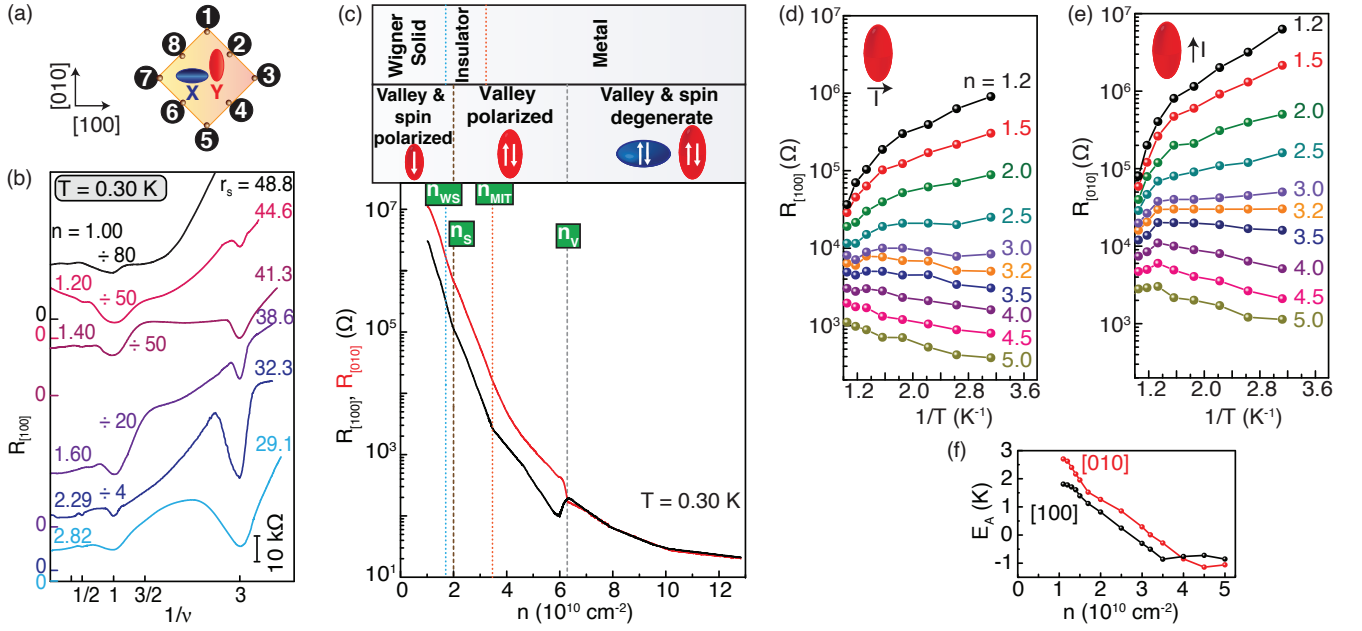 (a)
1
8
2
7
3
X
Y
6
4
5
[010]
[100]
(b)
T = 0.30 K
r_s = 48.8
n = 1.00
÷ 80
44.6
1.20
÷ 50
41.3
0
0
1.40
÷ 50
38.6
0
32.3
÷ 20
1.60
29.1
÷ 4
2.29
0
2.82
10 kΩ
0
0
R_[100]
1/2
1
3/2
3
1/ν
(c)
Wigner Solid
Insulator
Metal
Valley & spin polarized
Valley polarized
Valley & spin degenerate
n_WS
n_MIT
n_S
n_V
10^7
10^5
10^3
10^1
R_[100], R_[010] (Ω)
T = 0.30 K
0
2
4
6
8
10
12
n (10^10 cm^-2)
(d)
10^7
10^6
10^5
10^4
10^3
R_[100] (Ω)
I
n = 1.2
1.5
2.0
2.5
3.0
3.2
3.5
4.0
4.5
5.0
1.2
2.0
2.8
3.6
1/T (K^-1)
(e)
10^7
10^6
10^5
10^4
10^3
R_[010] (Ω)
I
1.2
1.5
2.0
2.5
3.0
3.2
3.5
4.0
4.5
5.0
1.2
2.0
2.8
3.6
1/T (K^-1)
(f)
3
2
1
0
-1
E_A (K)
[010]
[100]
0
1
2
3
4
5
n (10^10 cm^-2)